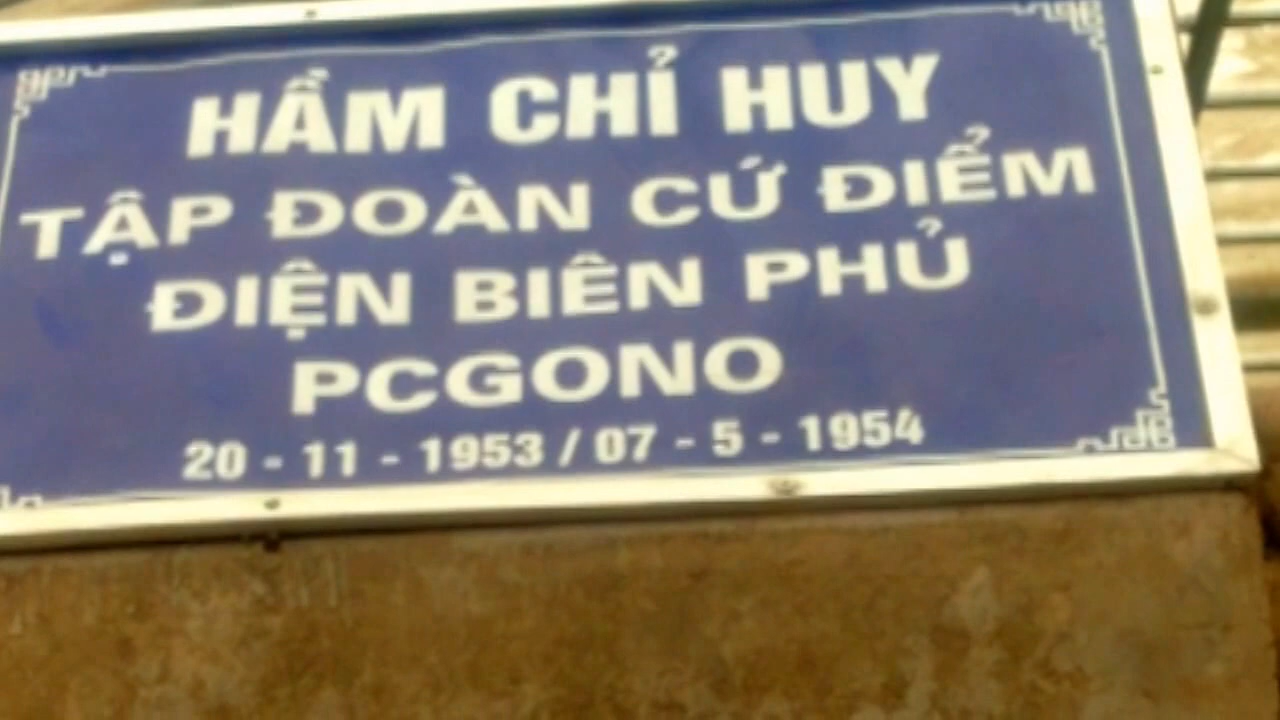 HẦM CHỈ HUY
TẬP ĐOÀN CỨ ĐIỂM
ĐIỆN BIÊN PHỦ
PCGONO
20 - 11 - 1953 / 07 - 5 - 1954